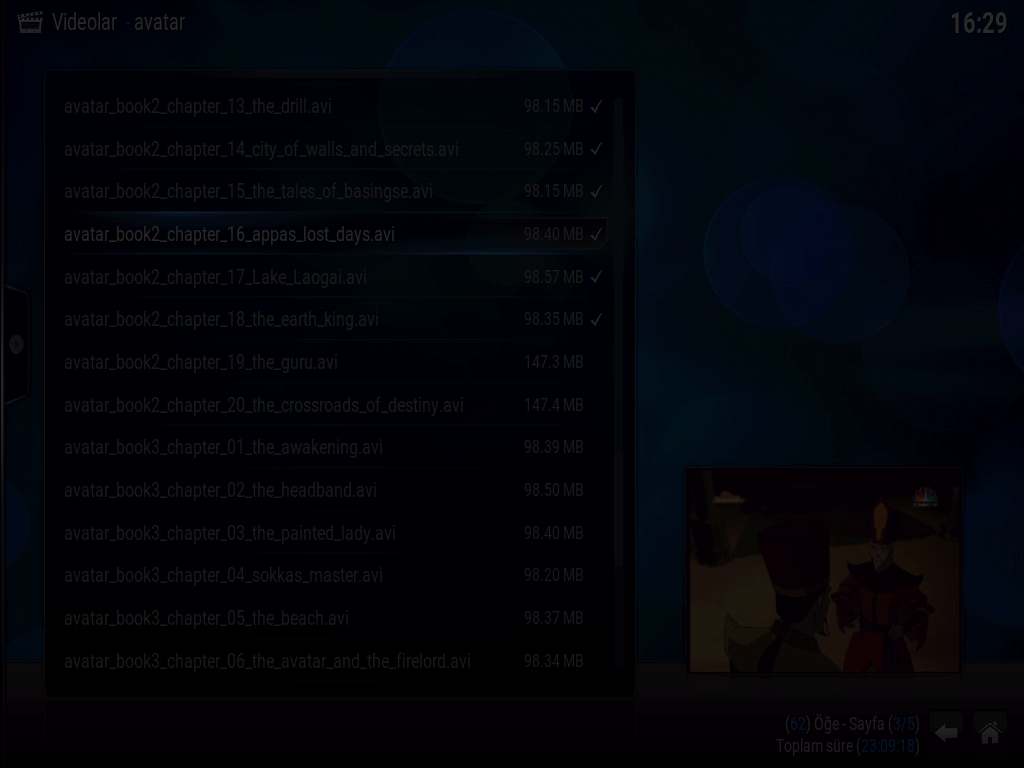 Videolar - avatar
16:29
avatar_book2_chapter_13_the_drill.avi 98.15 MB
avatar_book2_chapter_14_city_of_walls_and_secrets.avi 98.25 MB
avatar_book2_chapter_15_the_tales_of_basingse.avi 98.15 MB
avatar_book2_chapter_16_appas_lost_days.avi 98.40 MB
avatar_book2_chapter_17_Lake_Laogai.avi 98.57 MB
avatar_book2_chapter_18_the_earth_king.avi 98.35 MB
avatar_book2_chapter_19_the_guru.avi 147.3 MB
avatar_book2_chapter_20_the_crossroads_of_destiny.avi 147.4 MB
avatar_book3_chapter_01_the_awakening.avi 98.39 MB
avatar_book3_chapter_02_the_headband.avi 98.50 MB
avatar_book3_chapter_03_the_painted_lady.avi 98.40 MB
avatar_book3_chapter_04_sokkas_master.avi 98.20 MB
avatar_book3_chapter_05_the_beach.avi 98.37 MB
avatar_book3_chapter_06_the_avatar_and_the_firelord.avi 98.34 MB
(62) Öğe - Sayfa (3/5)
Toplam süre (23:09:18)